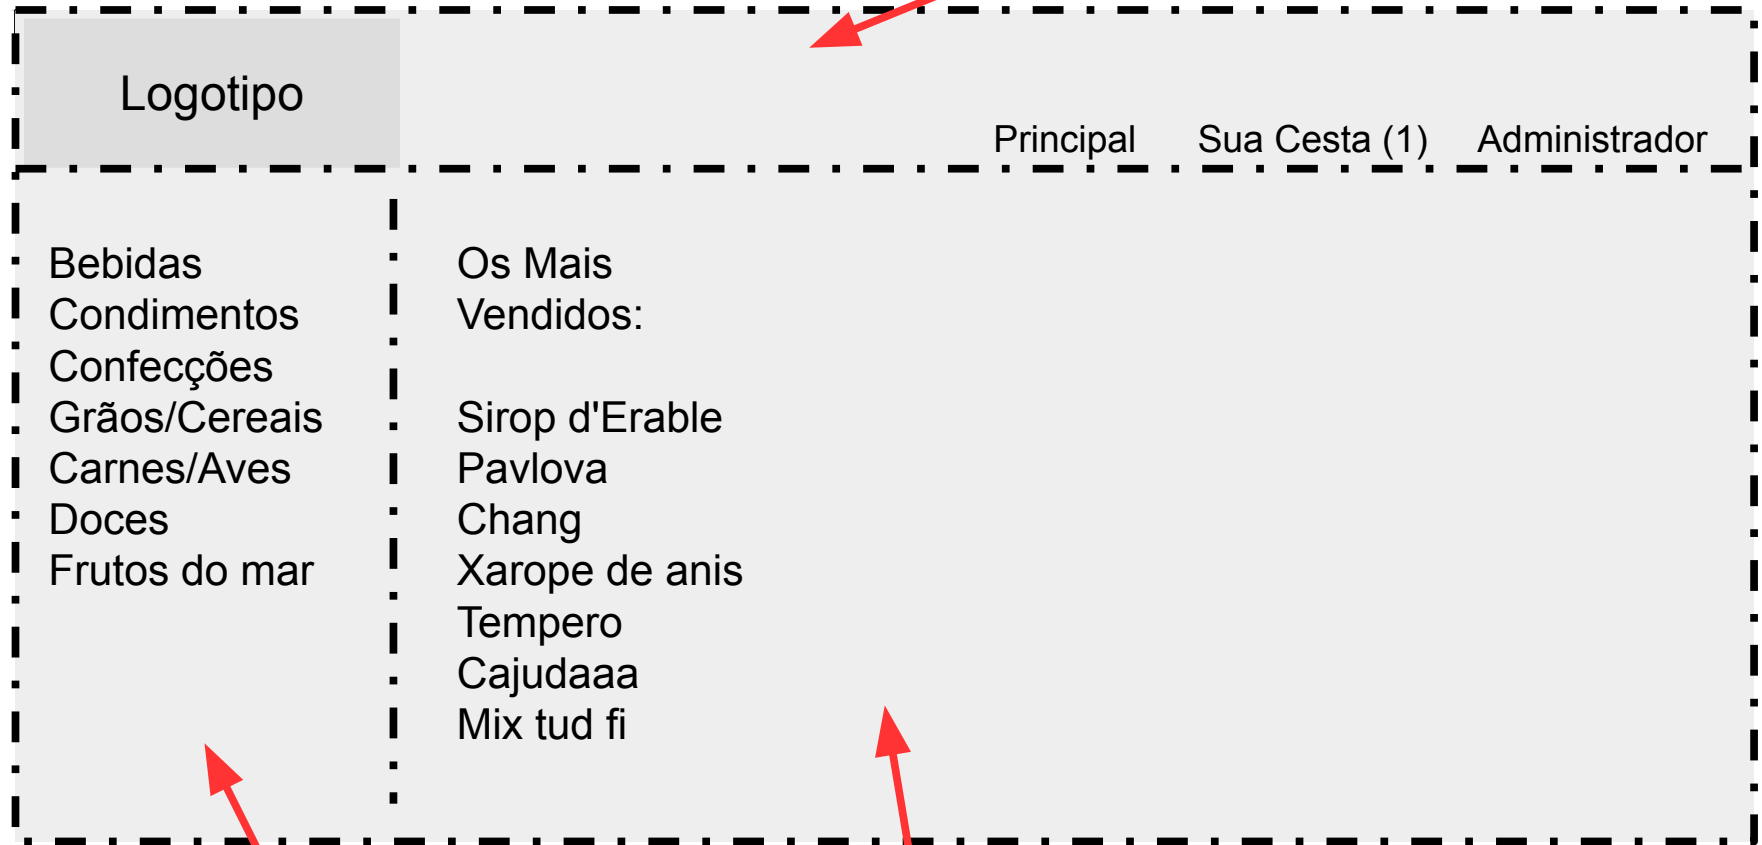 Logotipo
Principal Sua Cesta (1) Administrador
Bebidas
Condimentos
Confecções
Grãos/Cereais
Carnes/Aves
Doces
Frutos do mar
Os Mais
Vendidos:
Sirop d'Erable
Pavlova
Chang
Xarope de anis
Tempero
Cajudaaa
Mix tud fi